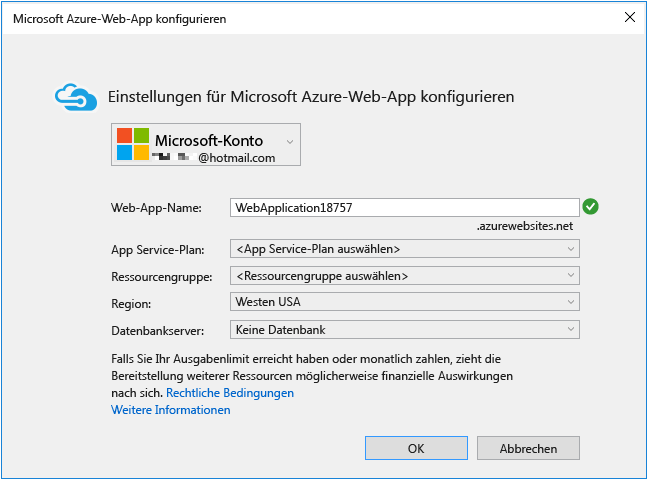 Microsoft Azure-Web-App konfigurieren
Einstellungen für Microsoft Azure-Web-App konfigurieren
Microsoft-Konto
@hotmail.com
Web-App-Name: WebApplication18757
.azurewebsites.net
App Service-Plan: <App Service-Plan auswählen>
Ressourcengruppe: <Ressourcengruppe auswählen>
Region: Westen USA
Datenbankserver: Keine Datenbank
Falls Sie Ihr Ausgabenlimit erreicht haben oder monatlich zahlen, zieht die
Bereitstellung weiterer Ressourcen möglicherweise finanzielle Auswirkungen
nach sich. Rechtliche Bedingungen
Weitere Informationen
OK Abbrechen